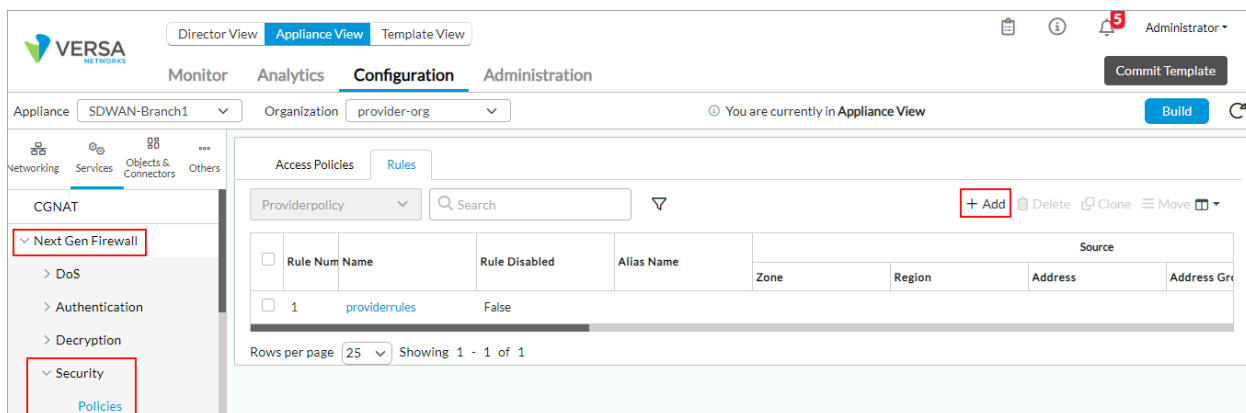 VERSA
NETWORKS
Director View Appliance View Template View
5
Administrator
Monitor Analytics Configuration Administration
Commit Template
Appliance SDWAN-Branch1 Organization provider-org You are currently in Appliance View Build
Networking Services Objects & Connectors Others
Access Policies Rules
CGNAT
Providerpolicy Search + Add Delete Clone Move
Next Gen Firewall
DoS
Authentication
Decryption
Security
Policies
Source
Rule Num Name Rule Disabled Alias Name
Zone Region Address Address Gro
1 providerrules False
Rows per page 25 Showing 1 - 1 of 1